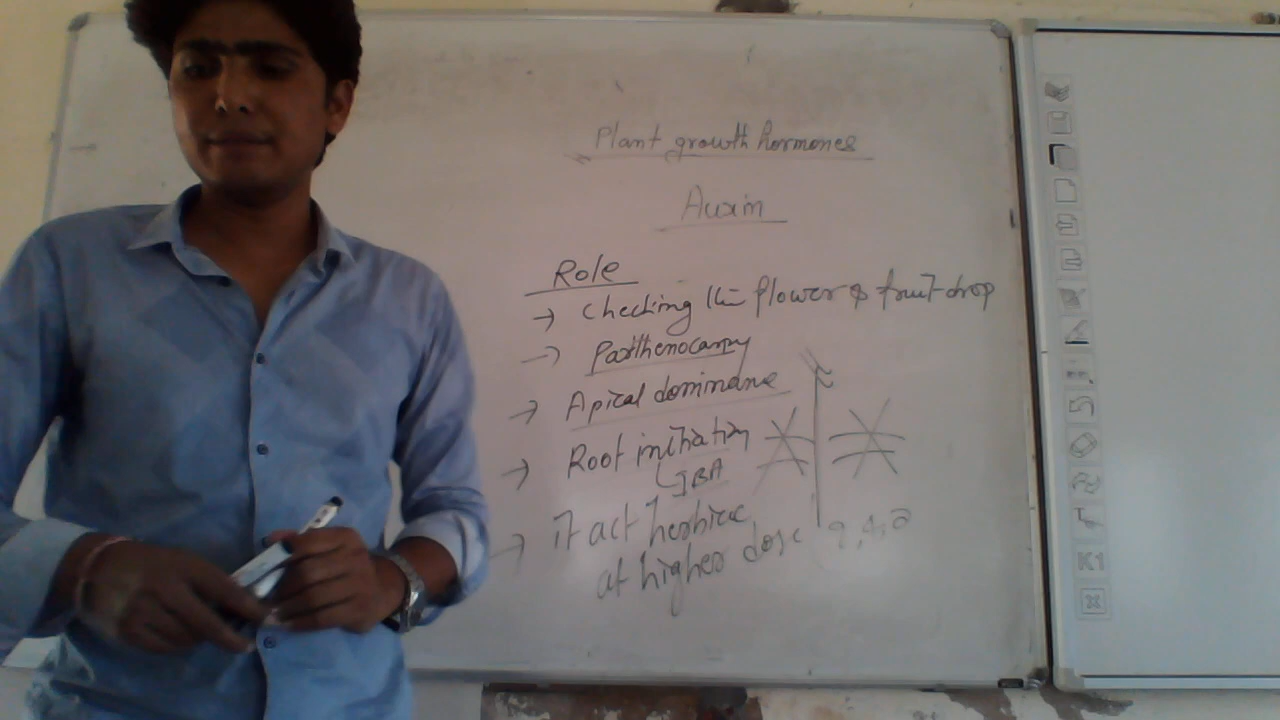 Plant growth hormones
Auxin
Role
→ Checking the flower & fruit-drop
→ Parthenocarpy
→ Apical dominance
→ Root initiation
IBA
→ it act herbicide
at higher dose 2,4,D
K1